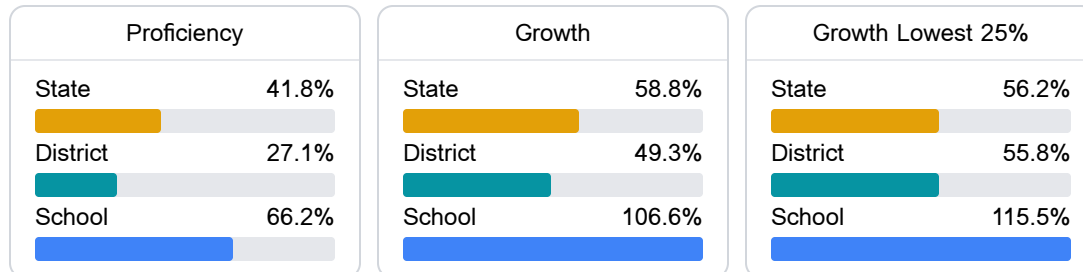 Proficiency
State 41.8%
District 27.1%
School 66.2%
Growth
State 58.8%
District 49.3%
School 106.6%
Growth Lowest 25%
State 56.2%
District 55.8%
School 115.5%